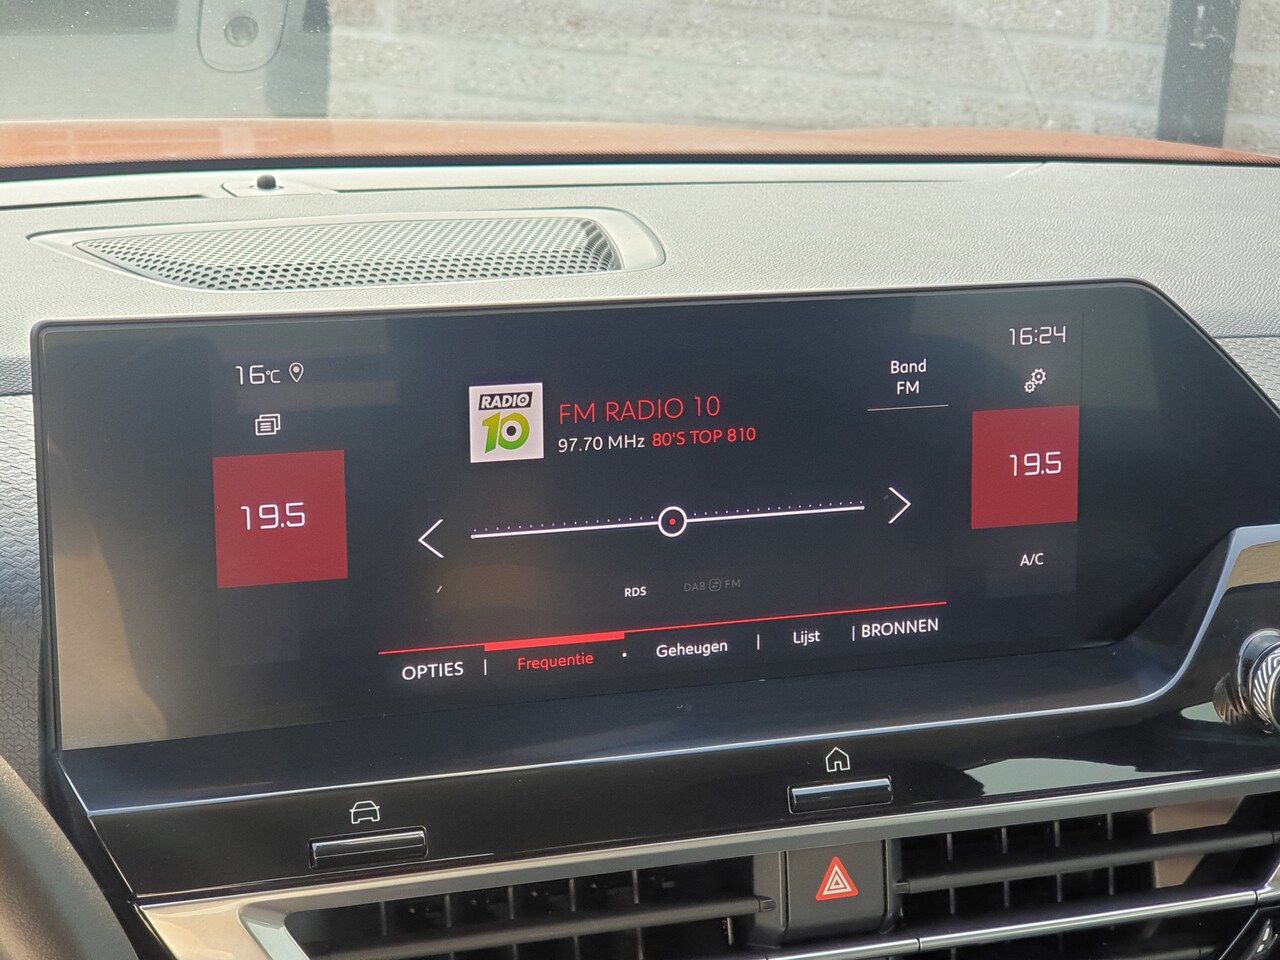 16:24
16°C
Band
FM
RADIO
10
FM RADIO 10
97.70 MHz 80'S TOP 810
19.5
19.5
A/C
RDS
DAB FM
OPTIES | Frequentie · Geheugen | Lijst | BRONNEN